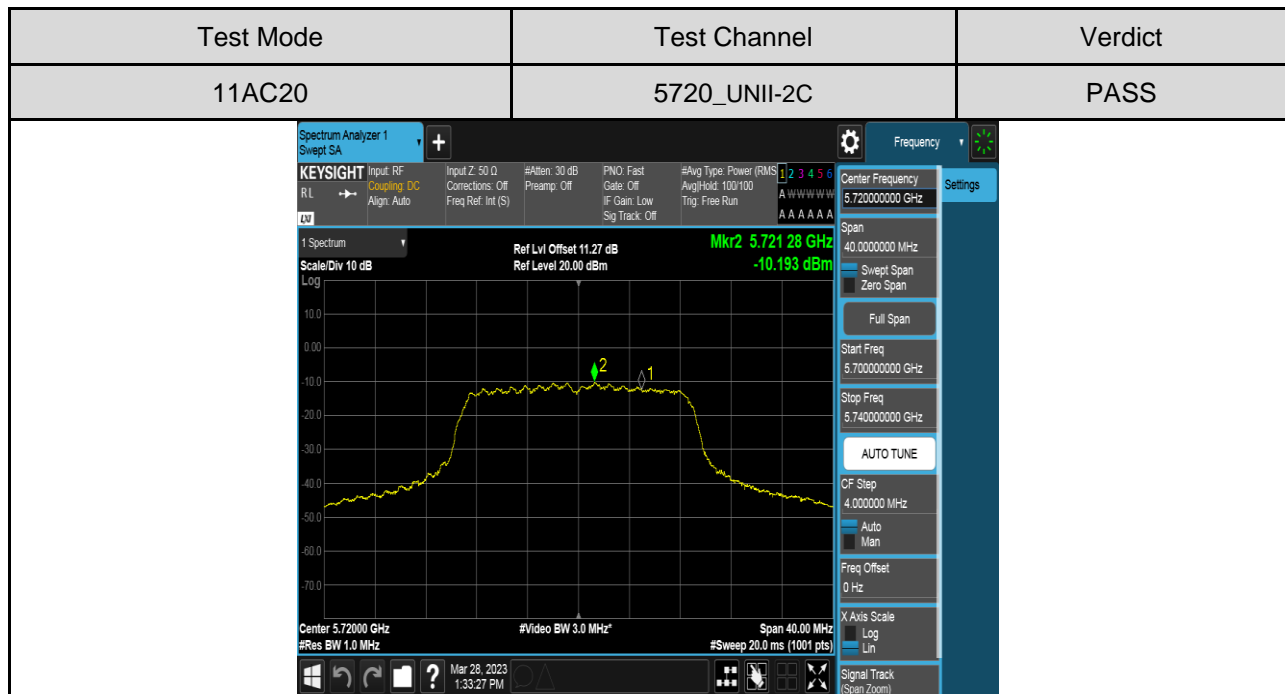 Test Mode Test Channel Verdict
11AC20 5720_UNII-2C PASS
Spectrum Analyzer 1
Swept SA
+
Frequency
KEYSIGHT
RL
LXI
Input: RF
Coupling: DC
Align: Auto
Input Z: 50 Ω
Corrections: Off
Freq Ref: Int (S)
#Atten: 30 dB
Preamp: Off
PNO: Fast
Gate: Off
IF Gain: Low
Sig Track: Off
#Avg Type: Power (RMS
Avg|Hold: 100/100
Trig: Free Run
1 2 3 4 5 6
A W W W W W
A A A A A A
1 Spectrum
Scale/Div 10 dB
Log
Ref Lvl Offset 11.27 dB
Ref Level 20.00 dBm
Mkr2 5.721 28 GHz
-10.193 dBm
10.0
0.00
-10.0
-20.0
-30.0
-40.0
-50.0
-60.0
-70.0
2
1
Center 5.72000 GHz
#Res BW 1.0 MHz
#Video BW 3.0 MHz*
Span 40.00 MHz
#Sweep 20.0 ms (1001 pts)
Center Frequency
5.720000000 GHz
Span
40.0000000 MHz
Swept Span
Zero Span
Full Span
Start Freq
5.700000000 GHz
Stop Freq
5.740000000 GHz
AUTO TUNE
CF Step
4.000000 MHz
Auto
Man
Freq Offset
0 Hz
X Axis Scale
Log
Lin
Signal Track
(Span Zoom)
Settings
?
Mar 28, 2023
1:33:27 PM